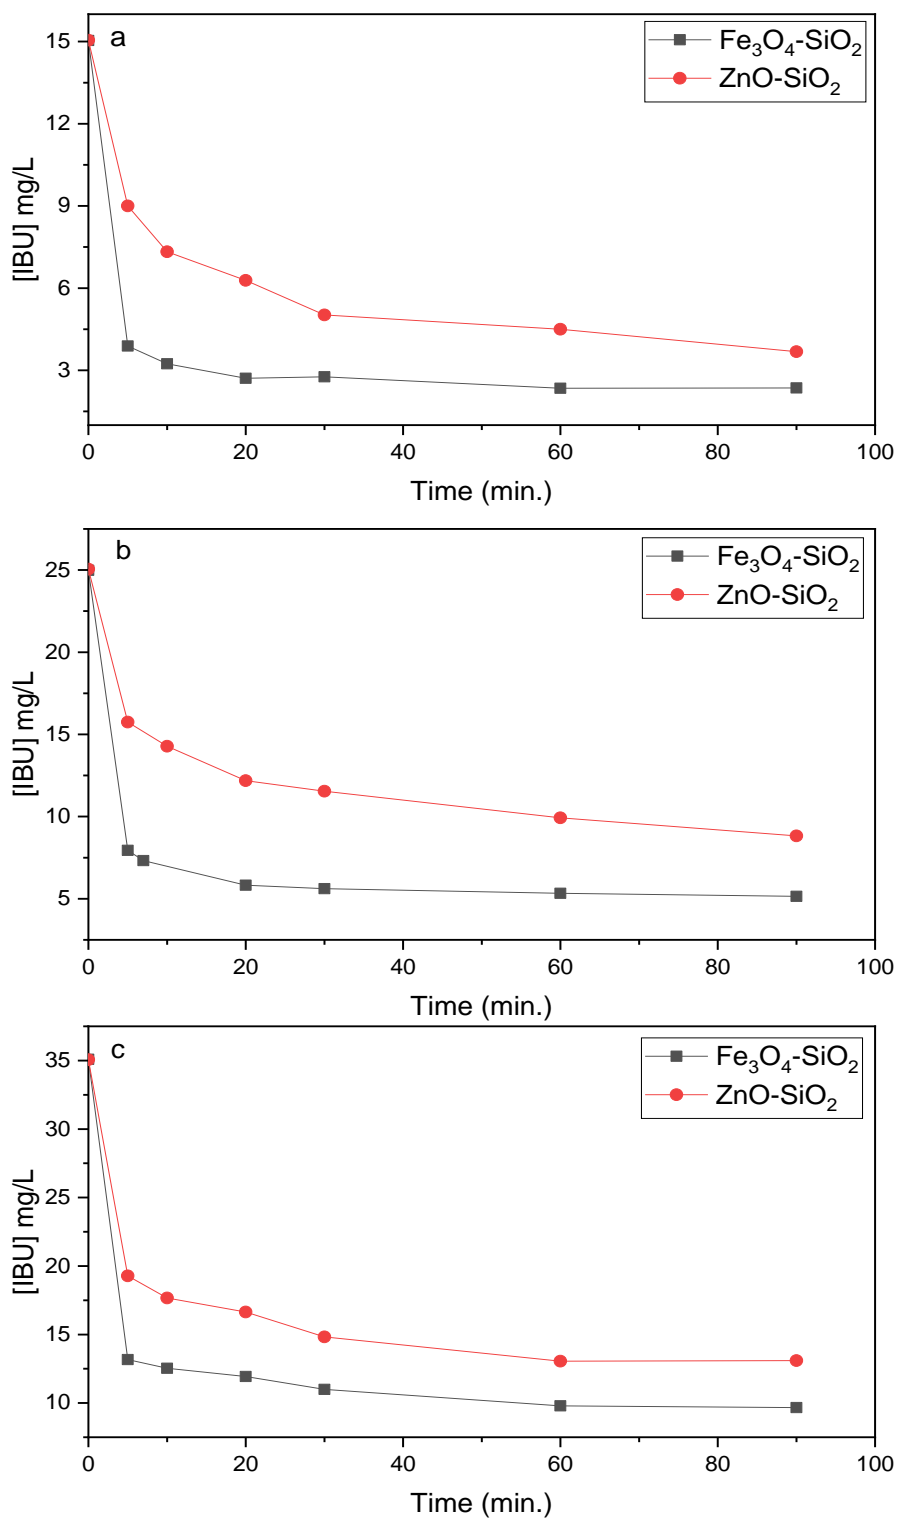 a
Fe₃O₄-SiO₂
ZnO-SiO₂
15
12
9
6
3
[IBU] mg/L
0 20 40 60 80 100
Time (min.)
b
Fe₃O₄-SiO₂
ZnO-SiO₂
25
20
15
10
5
[IBU] mg/L
0 20 40 60 80 100
Time (min.)
c
Fe₃O₄-SiO₂
ZnO-SiO₂
35
30
25
20
15
10
[IBU] mg/L
0 20 40 60 80 100
Time (min.)